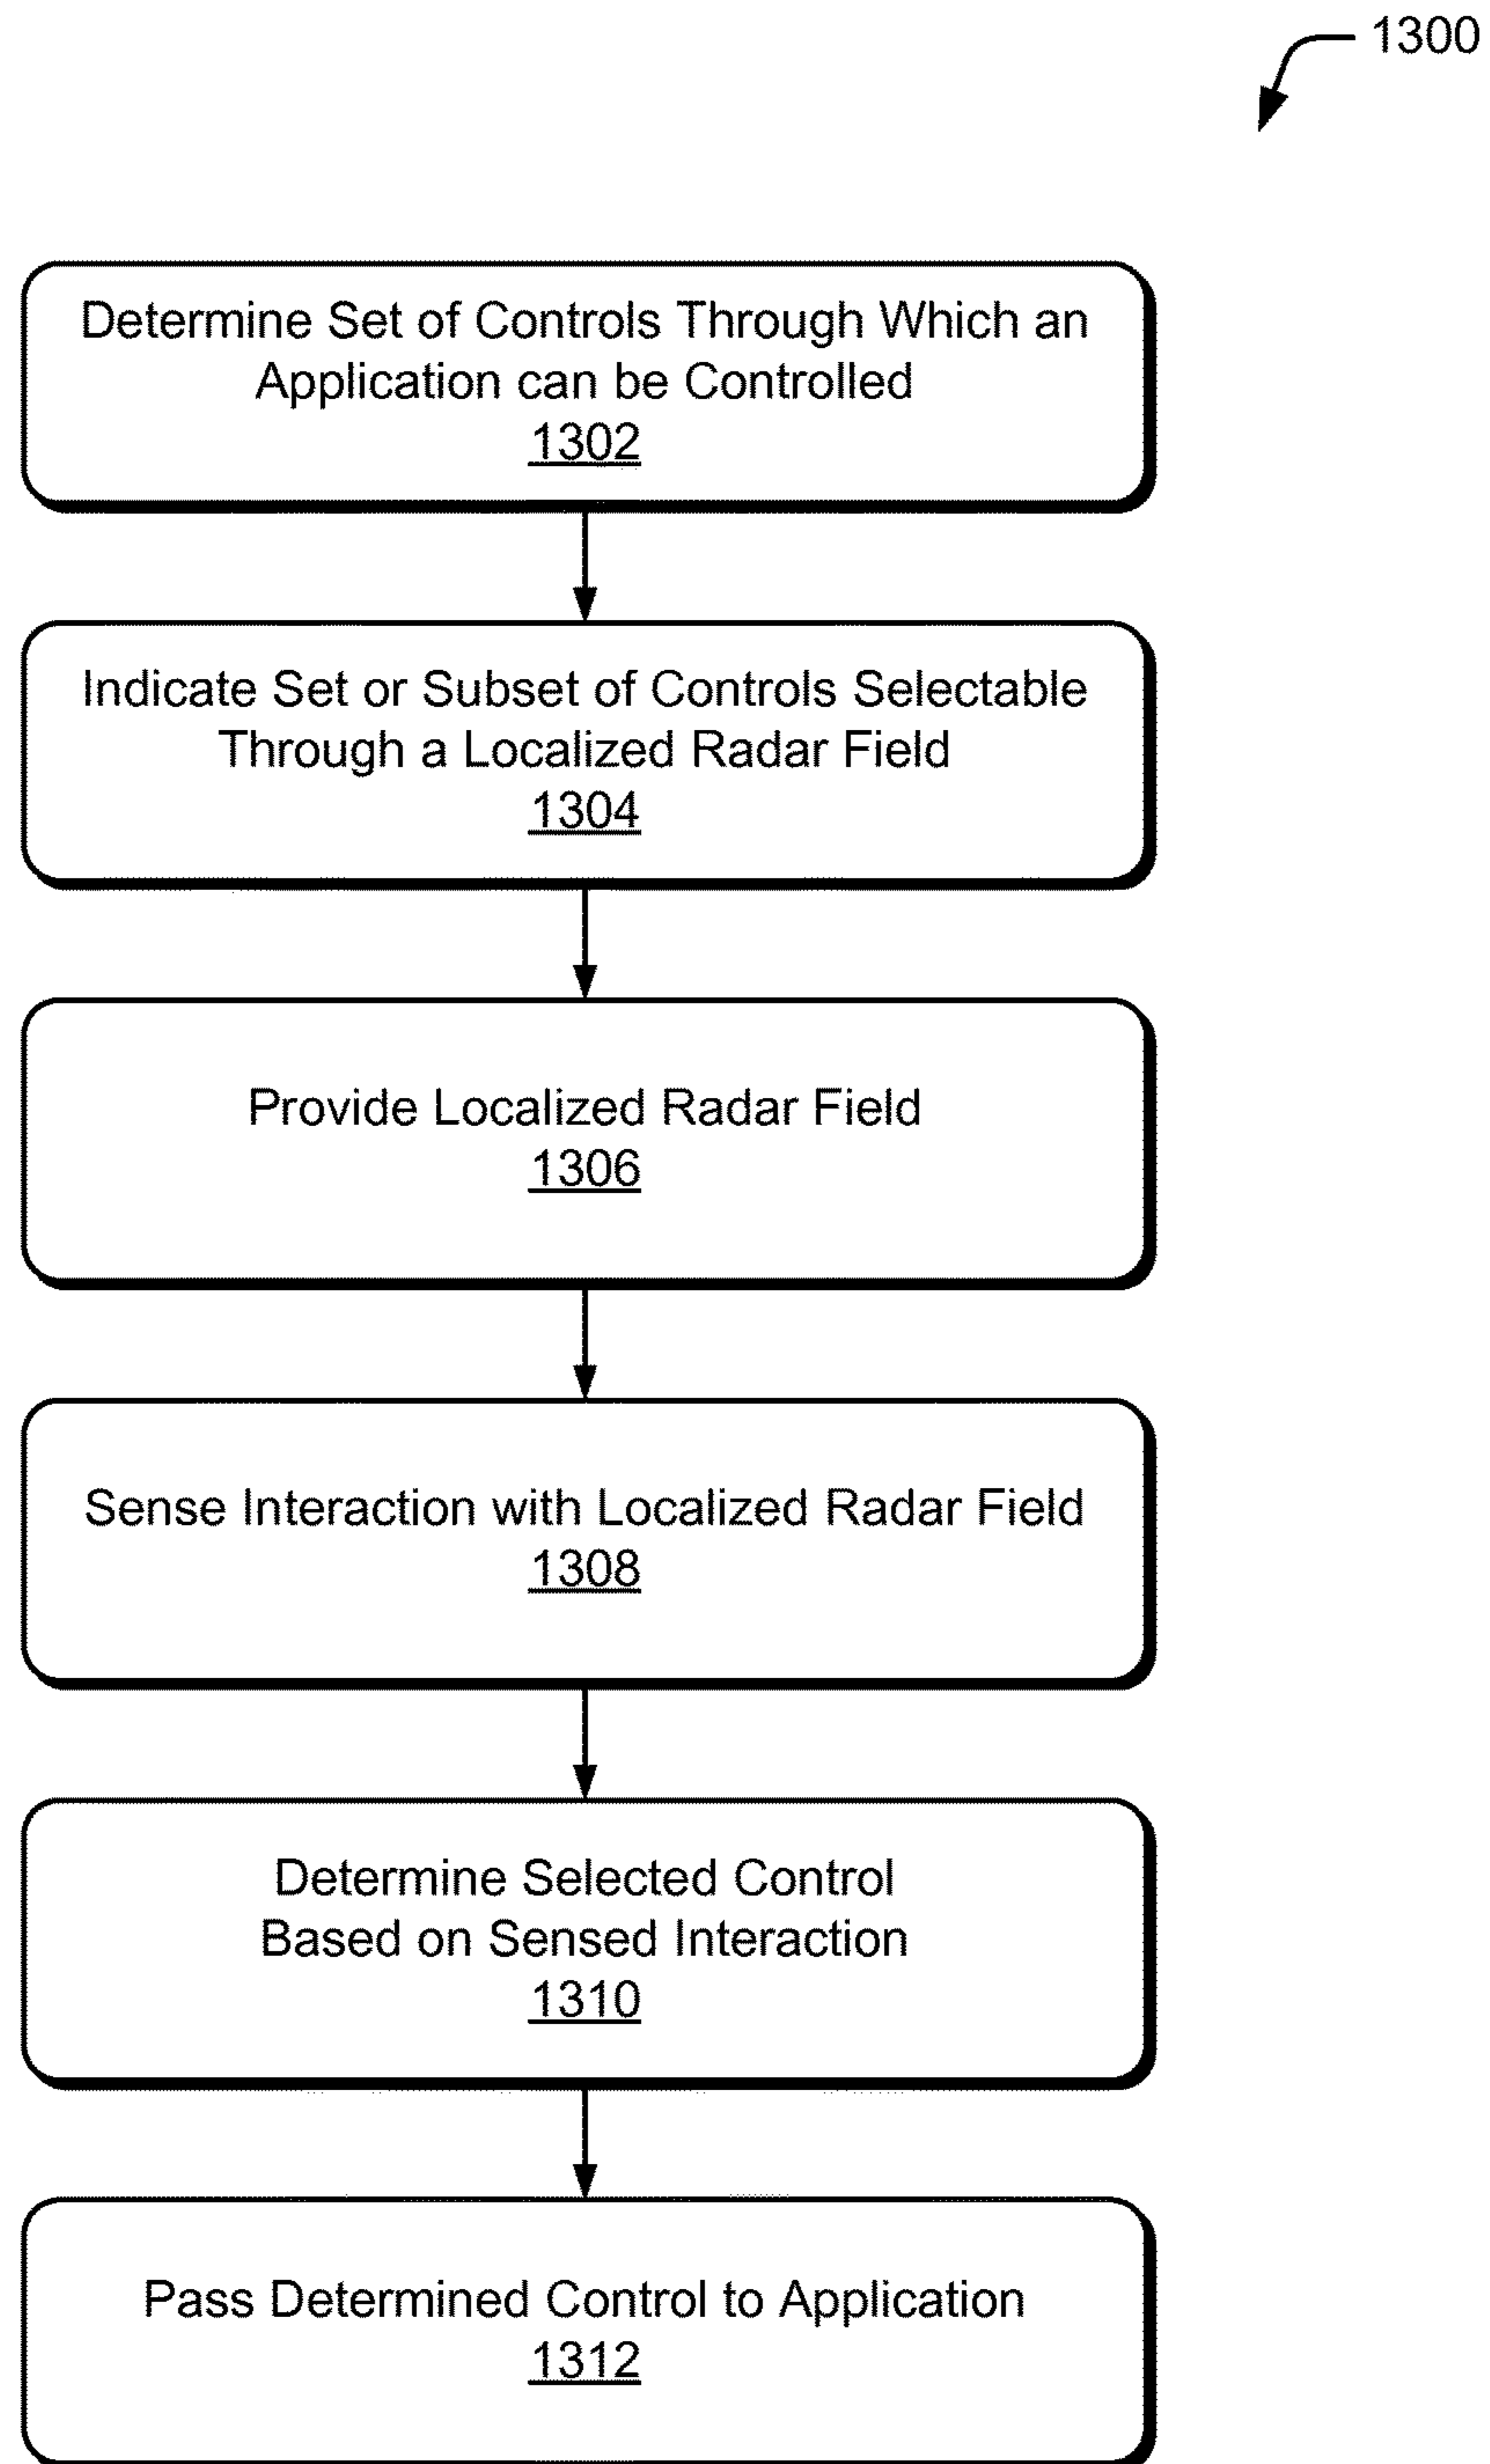 1300
Determine Set of Controls Through Which an
Application can be Controlled
1302
Indicate Set or Subset of Controls Selectable
Through a Localized Radar Field
1304
Provide Localized Radar Field
1306
Sense Interaction with Localized Radar Field
1308
Determine Selected Control
Based on Sensed Interaction
1310
Pass Determined Control to Application
1312